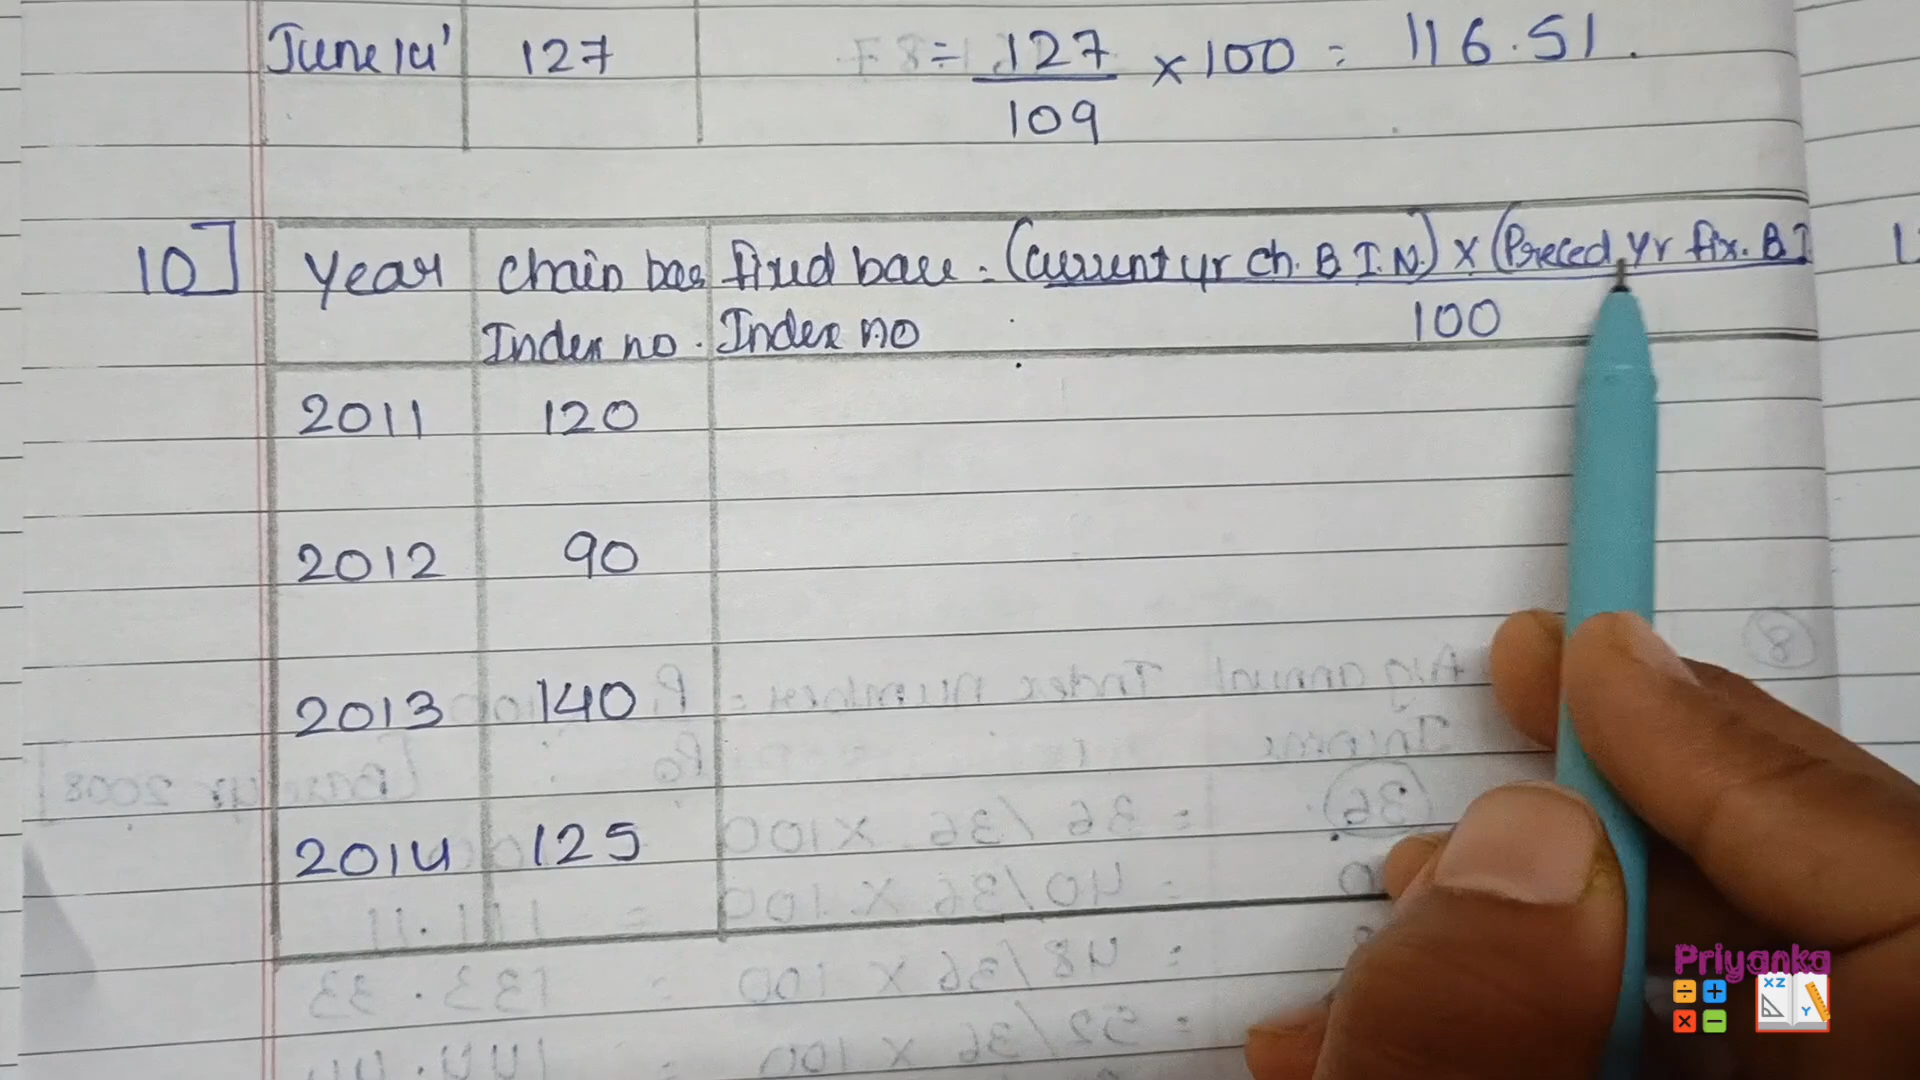 June 14' 127 = 127 × 100 = 116.51.
109
10] Year Chain bas fixed base = (Current yr Ch. B I. N.) × (Preced yr fix. B I
Index no. Index no 100
2011 120
2012 90
2013 140
2014 125
Priyanka